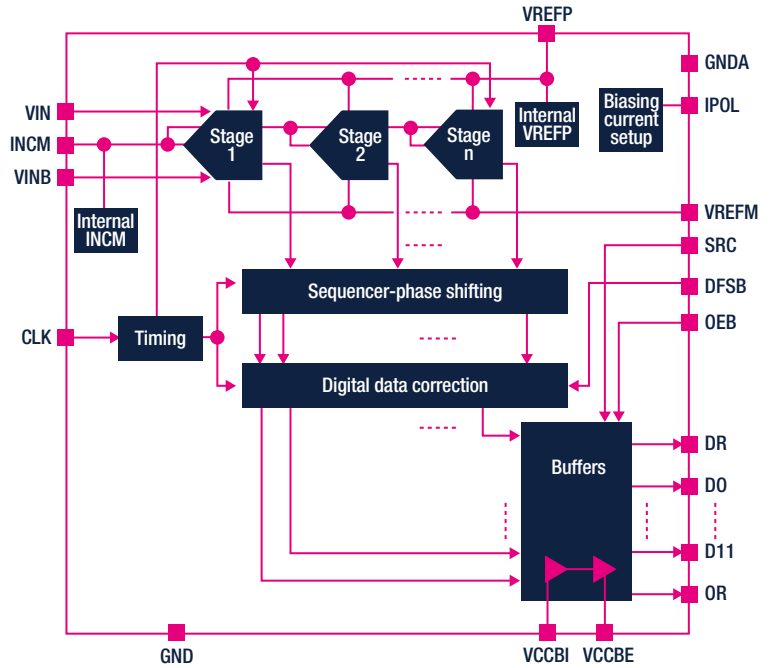 VREFP
GNDA
VIN
INCM
VINB
Stage
1
Stage
2
Stage
n
Internal
VREFP
Biasing
current
setup
IPOL
Internal
INCM
VREFM
SRC
DFSB
OEB
Sequencer-phase shifting
CLK
Timing
Digital data correction
Buffers
DR
DO
D11
OR
GND
VCCBI
VCCBE